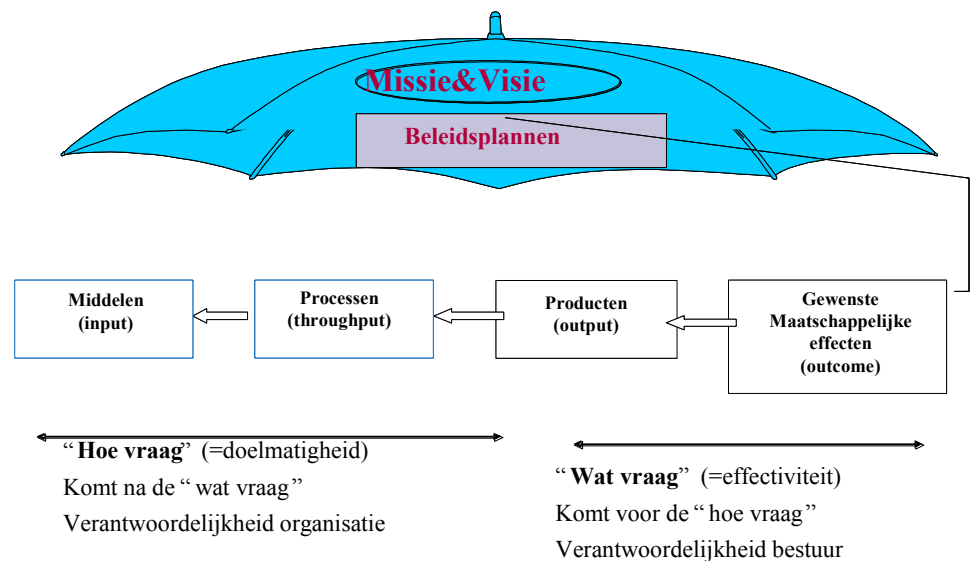 Missie&Visie
Beleidsplannen
Middelen
(input)
Processen
(throughput)
Producten
(output)
Gewenste
Maatschappelijke
effecten
(outcome)
“Hoe vraag” (=doelmatigheid)
Komt na de “wat vraag”
Verantwoordelijkheid organisatie
“Wat vraag” (=effectiviteit)
Komt voor de “hoe vraag”
Verantwoordelijkheid bestuur